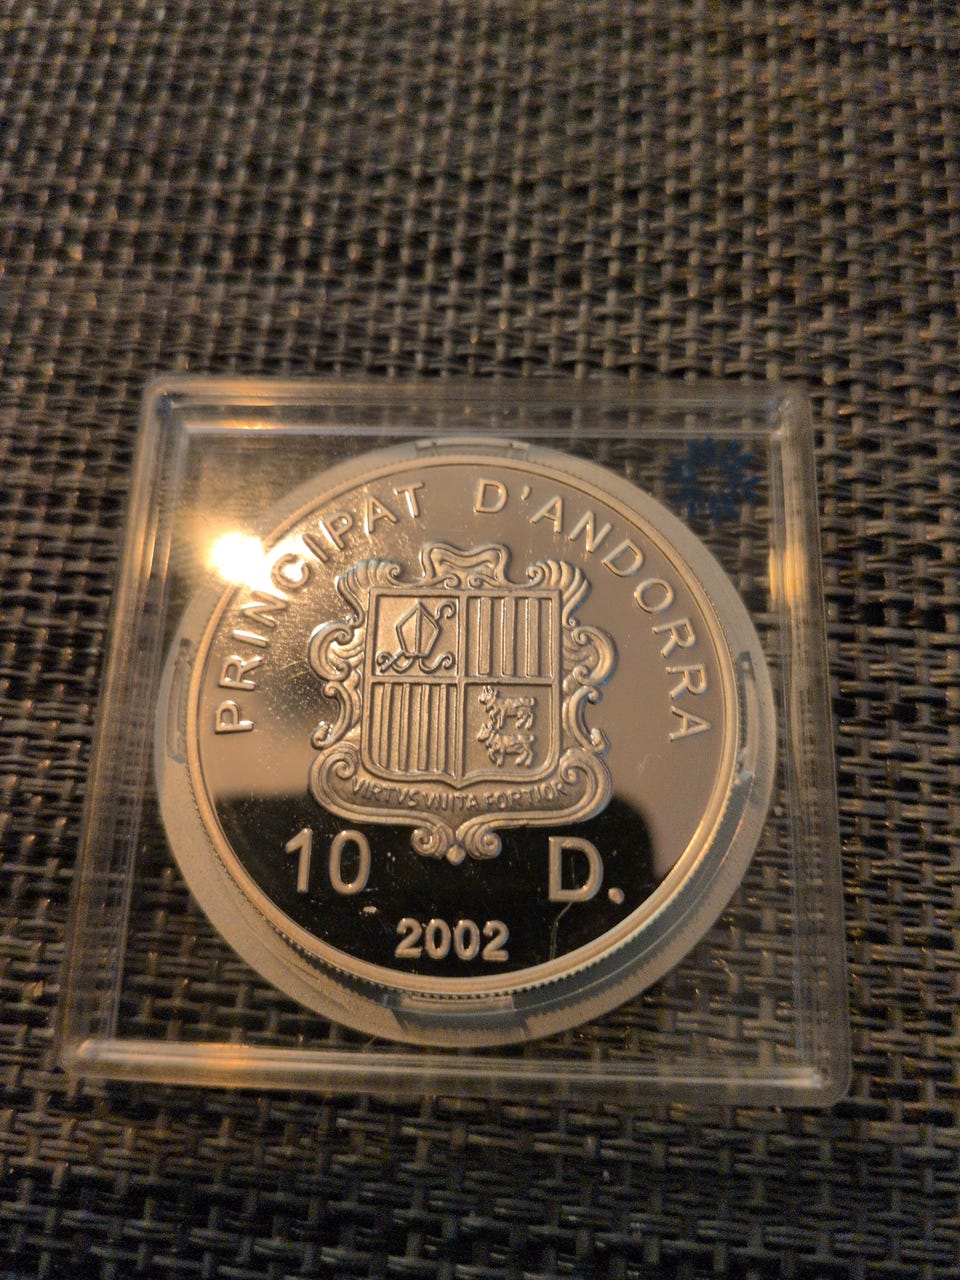 PRINCIPAT D'ANDORRA
VIRTVS VNITA FORTIOR
10 D.
2002